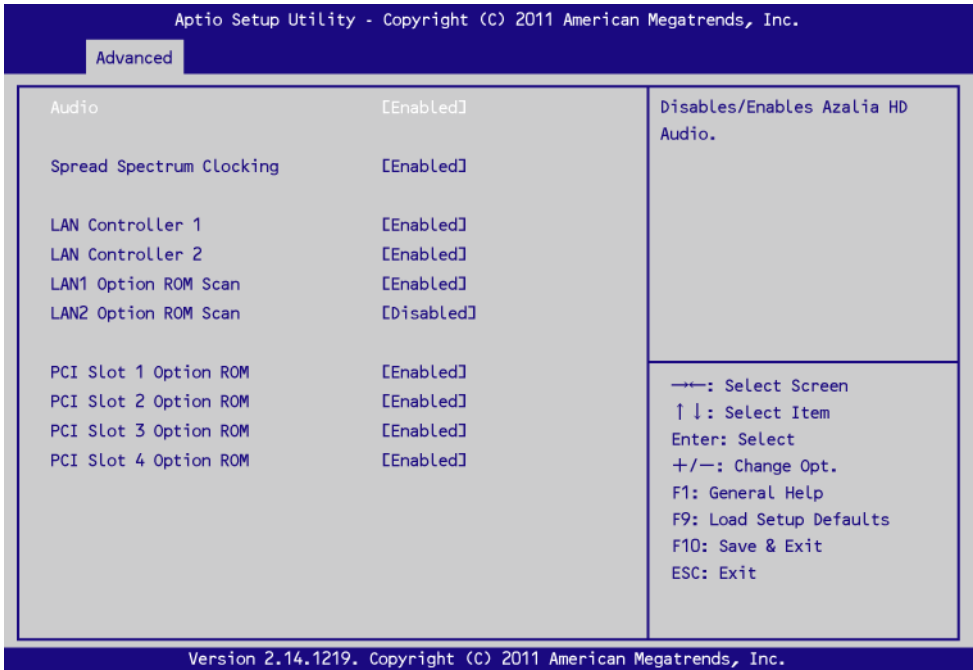 Aptio Setup Utility - Copyright (C) 2011 American Megatrends, Inc.
Advanced
Audio [Enabled]
Spread Spectrum Clocking [Enabled]
LAN Controller 1 [Enabled]
LAN Controller 2 [Enabled]
LAN1 Option ROM Scan [Enabled]
LAN2 Option ROM Scan [Disabled]
PCI Slot 1 Option ROM [Enabled]
PCI Slot 2 Option ROM [Enabled]
PCI Slot 3 Option ROM [Enabled]
PCI Slot 4 Option ROM [Enabled]
Disables/Enables Azalia HD
Audio.
→←: Select Screen
↑↓: Select Item
Enter: Select
+/-: Change Opt.
F1: General Help
F9: Load Setup Defaults
F10: Save & Exit
ESC: Exit
Version 2.14.1219. Copyright (C) 2011 American Megatrends, Inc.